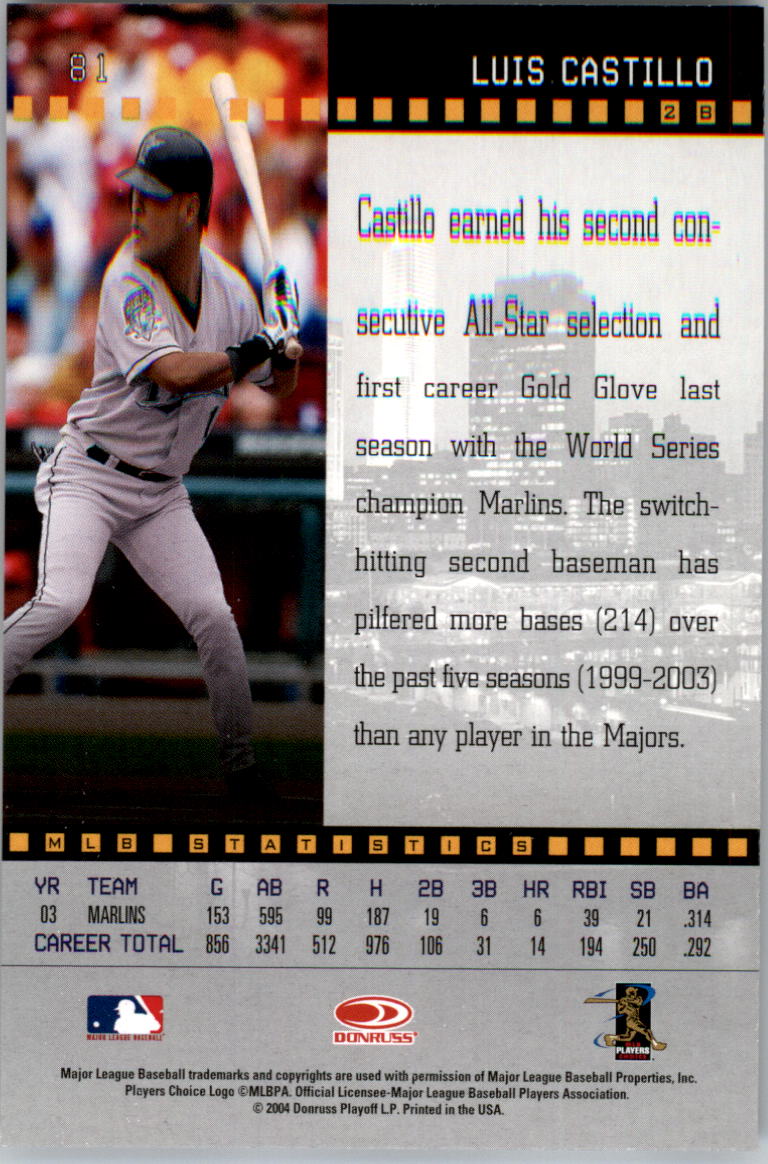 81
LUIS CASTILLO
2B
Castillo earned his second con-
secutive All-Star selection and
first career Gold Glove last
season with the World Series
champion Marlins. The switch-
hitting second baseman has
pilfered more bases (214) over
the past five seasons (1999-2003)
than any player in the Majors.
MLB STATISTICS
YR TEAM G AB R H 2B 3B HR RBI SB BA
03 MARLINS 153 595 99 187 19 6 6 39 21 .314
CAREER TOTAL 856 3341 512 976 106 31 14 194 250 .292
MAJOR LEAGUE BASEBALL
DONRUSS
MLB
PLAYERS
CHOICE
Major League Baseball trademarks and copyrights are used with permission of Major League Baseball Properties, Inc.
Players Choice Logo ©MLBPA. Official Licensee-Major League Baseball Players Association.
© 2004 Donruss Playoff L.P. Printed in the USA.